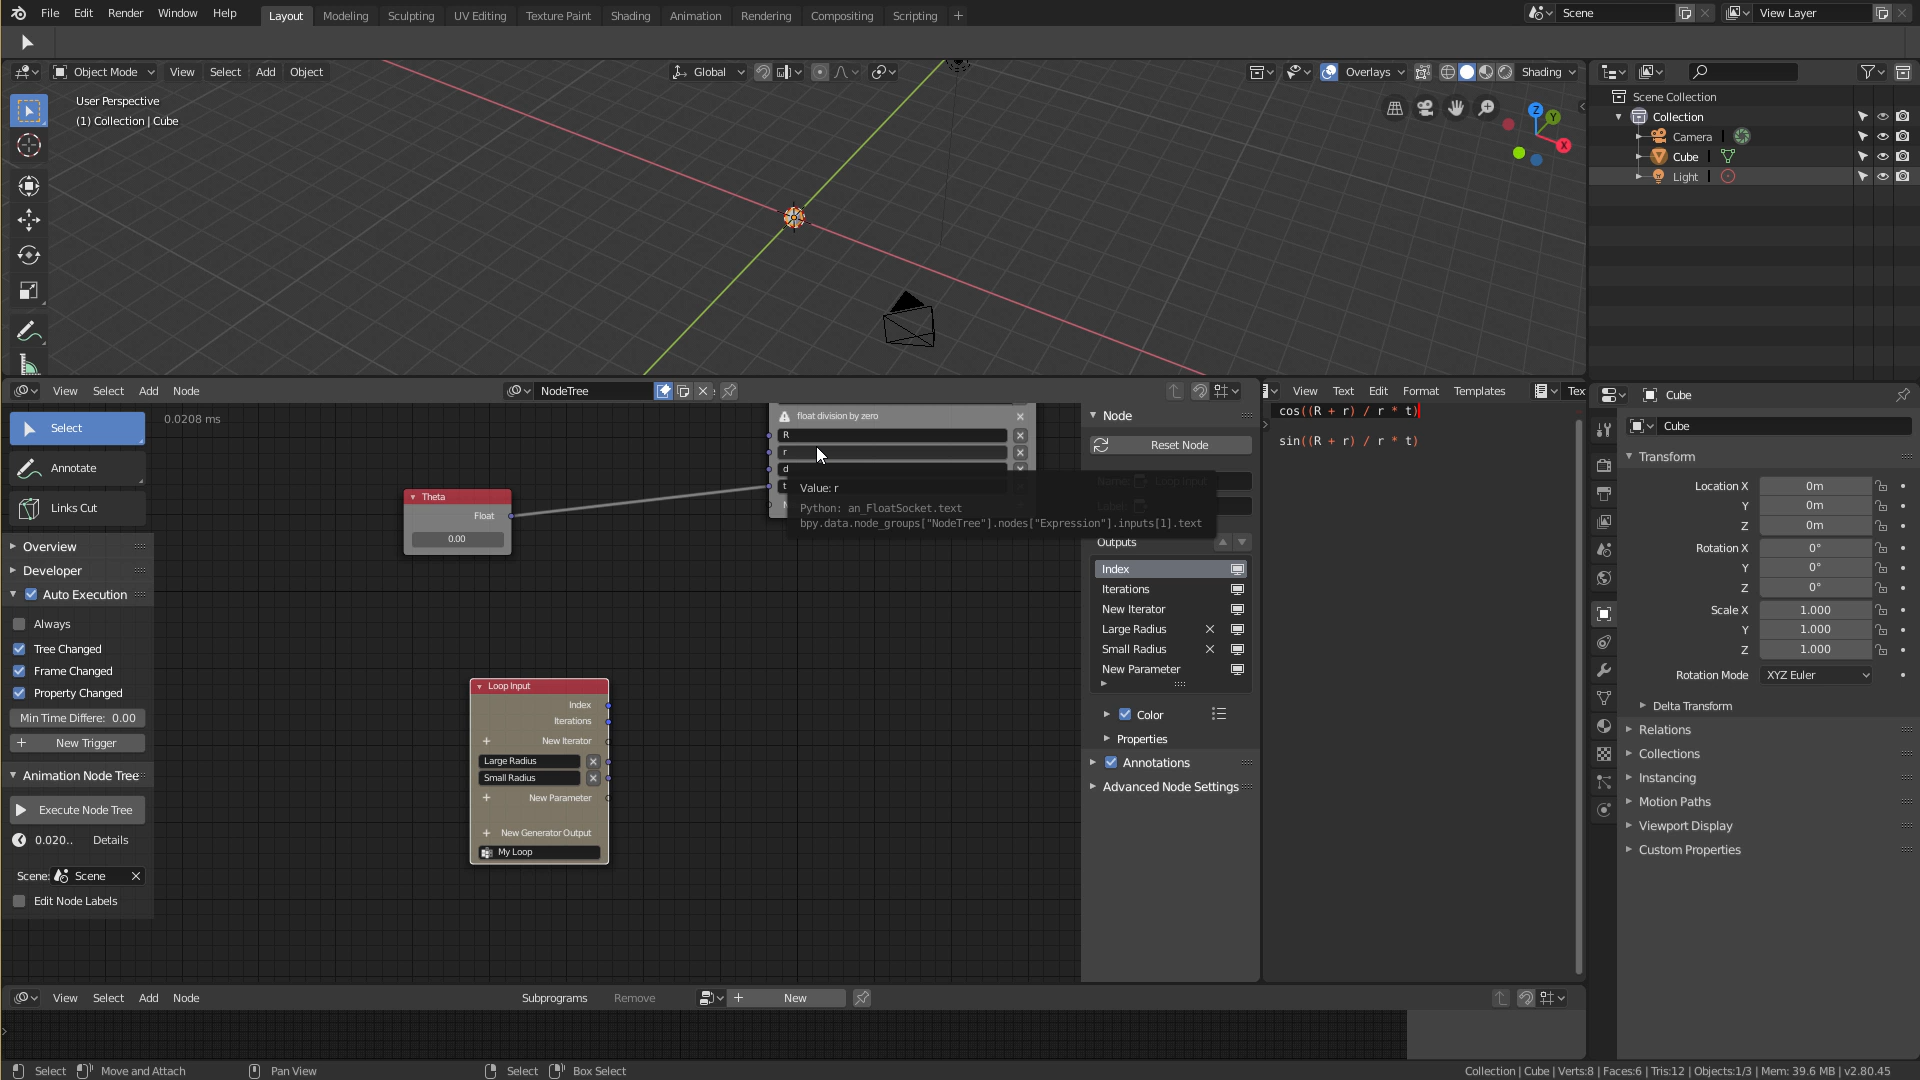 File Edit Render Window Help Layout Modeling Sculpting UV Editing Texture Paint Shading Animation Rendering Compositing Scripting + Scene View Layer
Object Mode View Select Add Object Global Overlays Shading
User Perspective
(1) Collection | Cube
Z
Y
X
Scene Collection
Collection
Camera
Cube
Light
View Select Add Node NodeTree
0.0208 ms
Select
Annotate
Links Cut
Overview
Developer
Auto Execution
Always
Tree Changed
Frame Changed
Property Changed
Min Time Differe: 0.00
New Trigger
Animation Node Tree
Execute Node Tree
0.020.. Details
Scene: Scene
Edit Node Labels
Theta
Float
0.00
float division by zero
R
r
d
t
Value: r
Python: an_FloatSocket.text
bpy.data.node_groups["NodeTree"].nodes["Expression"].inputs[1].text
Loop Input
Index
Iterations
New Iterator
Large Radius
Small Radius
New Parameter
New Generator Output
My Loop
Node
Reset Node
Name: Loop Input
Outputs
Index
Iterations
New Iterator
Large Radius
Small Radius
New Parameter
Color
Properties
Annotations
Advanced Node Settings
View Text Edit Format Templates Tex
cos((R + r) / r * t)
sin((R + r) / r * t)
Cube
Cube
Transform
Location X 0m
Y 0m
Z 0m
Rotation X 0°
Y 0°
Z 0°
Scale X 1.000
Y 1.000
Z 1.000
Rotation Mode XYZ Euler
Delta Transform
Relations
Collections
Instancing
Motion Paths
Viewport Display
Custom Properties
View Select Add Node Subprograms Remove + New
Select Move and Attach Pan View Select Box Select Collection | Cube | Verts:8 | Faces:6 | Tris:12 | Objects:1/3 | Mem: 39.6 MB | v2.80.45